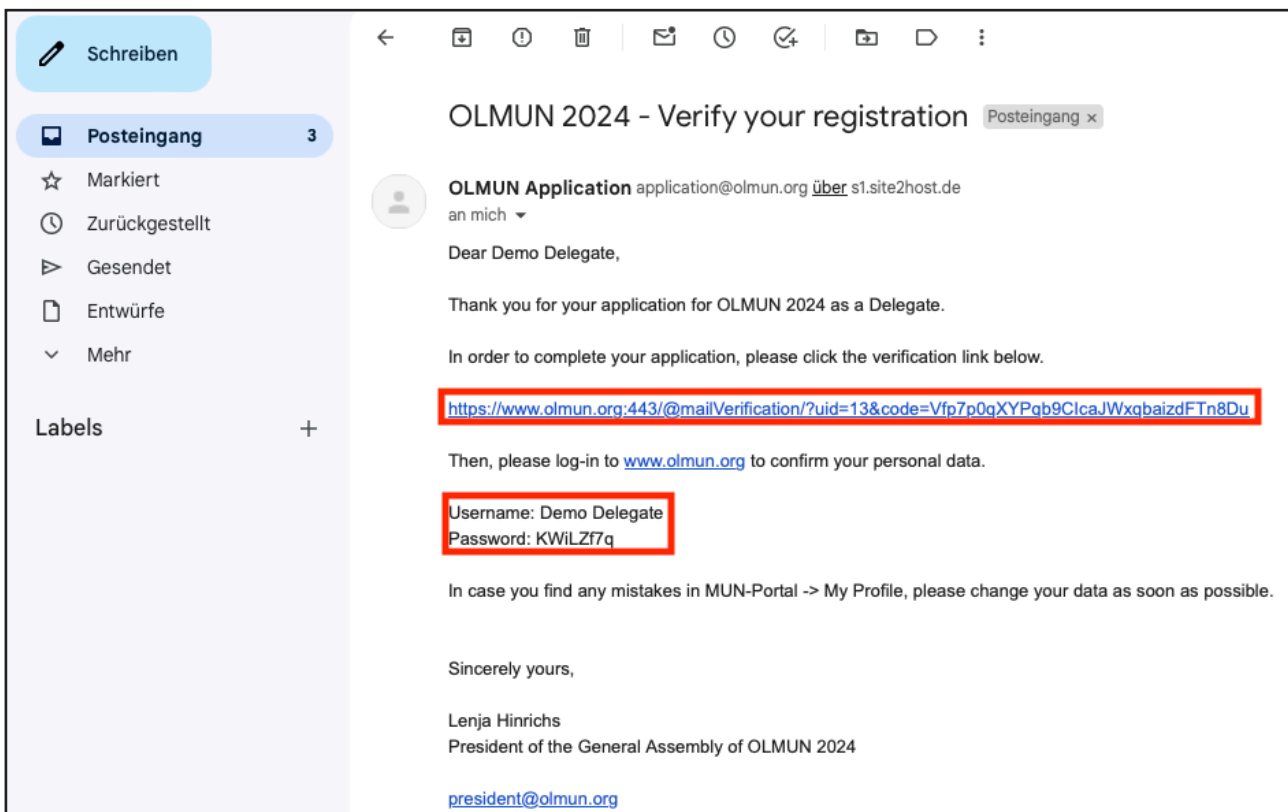 Schreiben
Posteingang 3
Markiert
Zurückgestellt
Gesendet
Entwürfe
Mehr
Labels
OLMUN 2024 - Verify your registration Posteingang ×
OLMUN Application application@olmun.org über s1.site2host.de
an mich
Dear Demo Delegate,
Thank you for your application for OLMUN 2024 as a Delegate.
In order to complete your application, please click the verification link below.
https://www.olmun.org:443/@mailVerification/?uid=13&code=Vfp7p0qXYPqb9CIcaJWxqbaizdFTn8Du
Then, please log-in to www.olmun.org to confirm your personal data.
Username: Demo Delegate
Password: KWiLZf7q
In case you find any mistakes in MUN-Portal -> My Profile, please change your data as soon as possible.
Sincerely yours,
Lenja Hinrichs
President of the General Assembly of OLMUN 2024
president@olmun.org